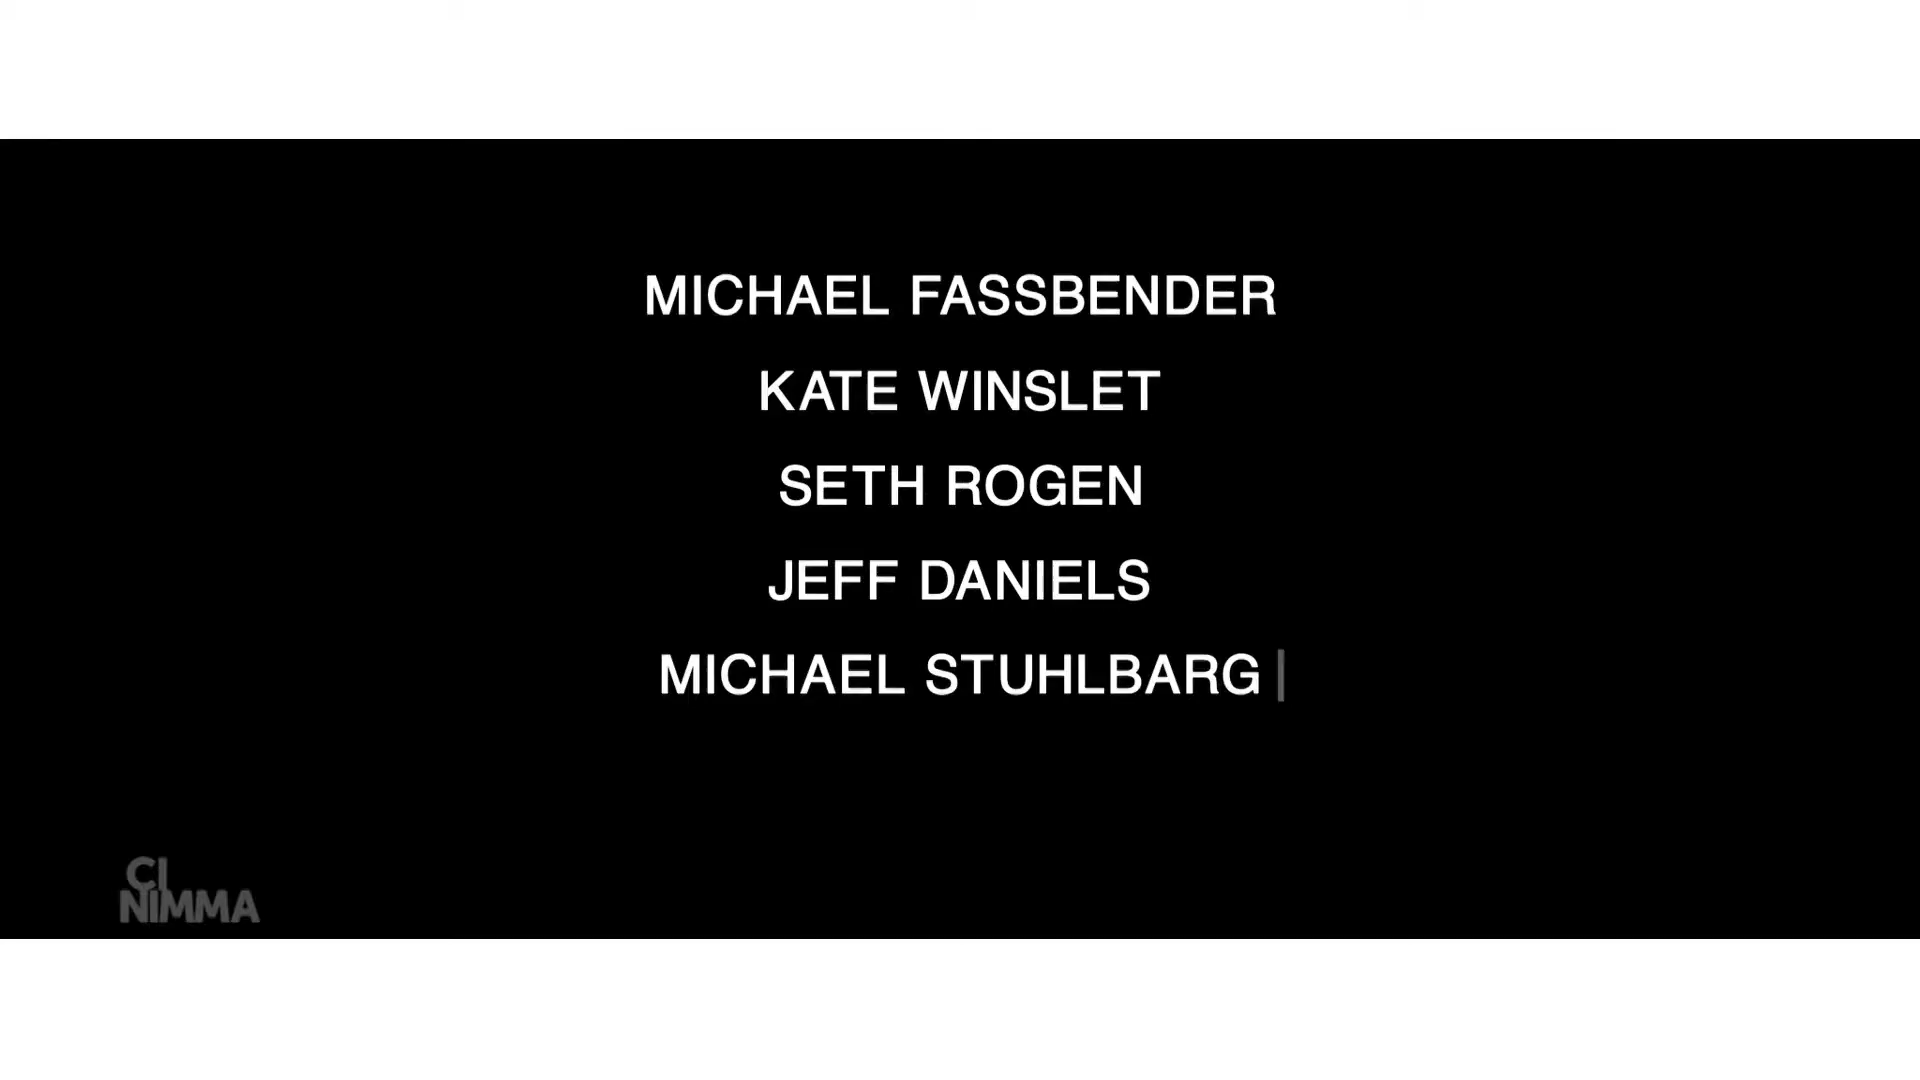 MICHAEL FASSBENDER
KATE WINSLET
SETH ROGEN
JEFF DANIELS
MICHAEL STUHLBARG
CI
NIMMA